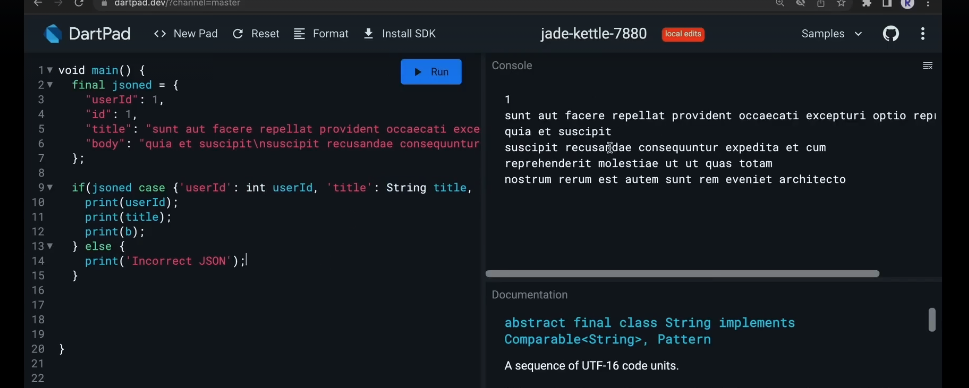 dartpad.dev/?channel=master
K
DartPad
<> New Pad
Reset
Format
Install SDK
jade-kettle-7880
local edits
Samples
1 void main() {
2 final jsoned = {
3 "userId": 1,
4 "id": 1,
5 "title": "sunt aut facere repellat provident occaecati exce
6 "body": "quia et suscipit\nsuscipit recusandae consequuntur
7 };
8
9 if(jsoned case {'userId': int userId, 'title': String title,
10 print(userId);
11 print(title);
12 print(b);
13 } else {
14 print('Incorrect JSON');
15 }
16
17
18
19
20 }
21
22
Run
Console
1
sunt aut facere repellat provident occaecati excepturi optio repr
quia et suscipit
suscipit recusandae consequuntur expedita et cum
reprehenderit molestiae ut ut quas totam
nostrum rerum est autem sunt rem eveniet architecto
Documentation
abstract final class String implements
Comparable<String>, Pattern
A sequence of UTF-16 code units.